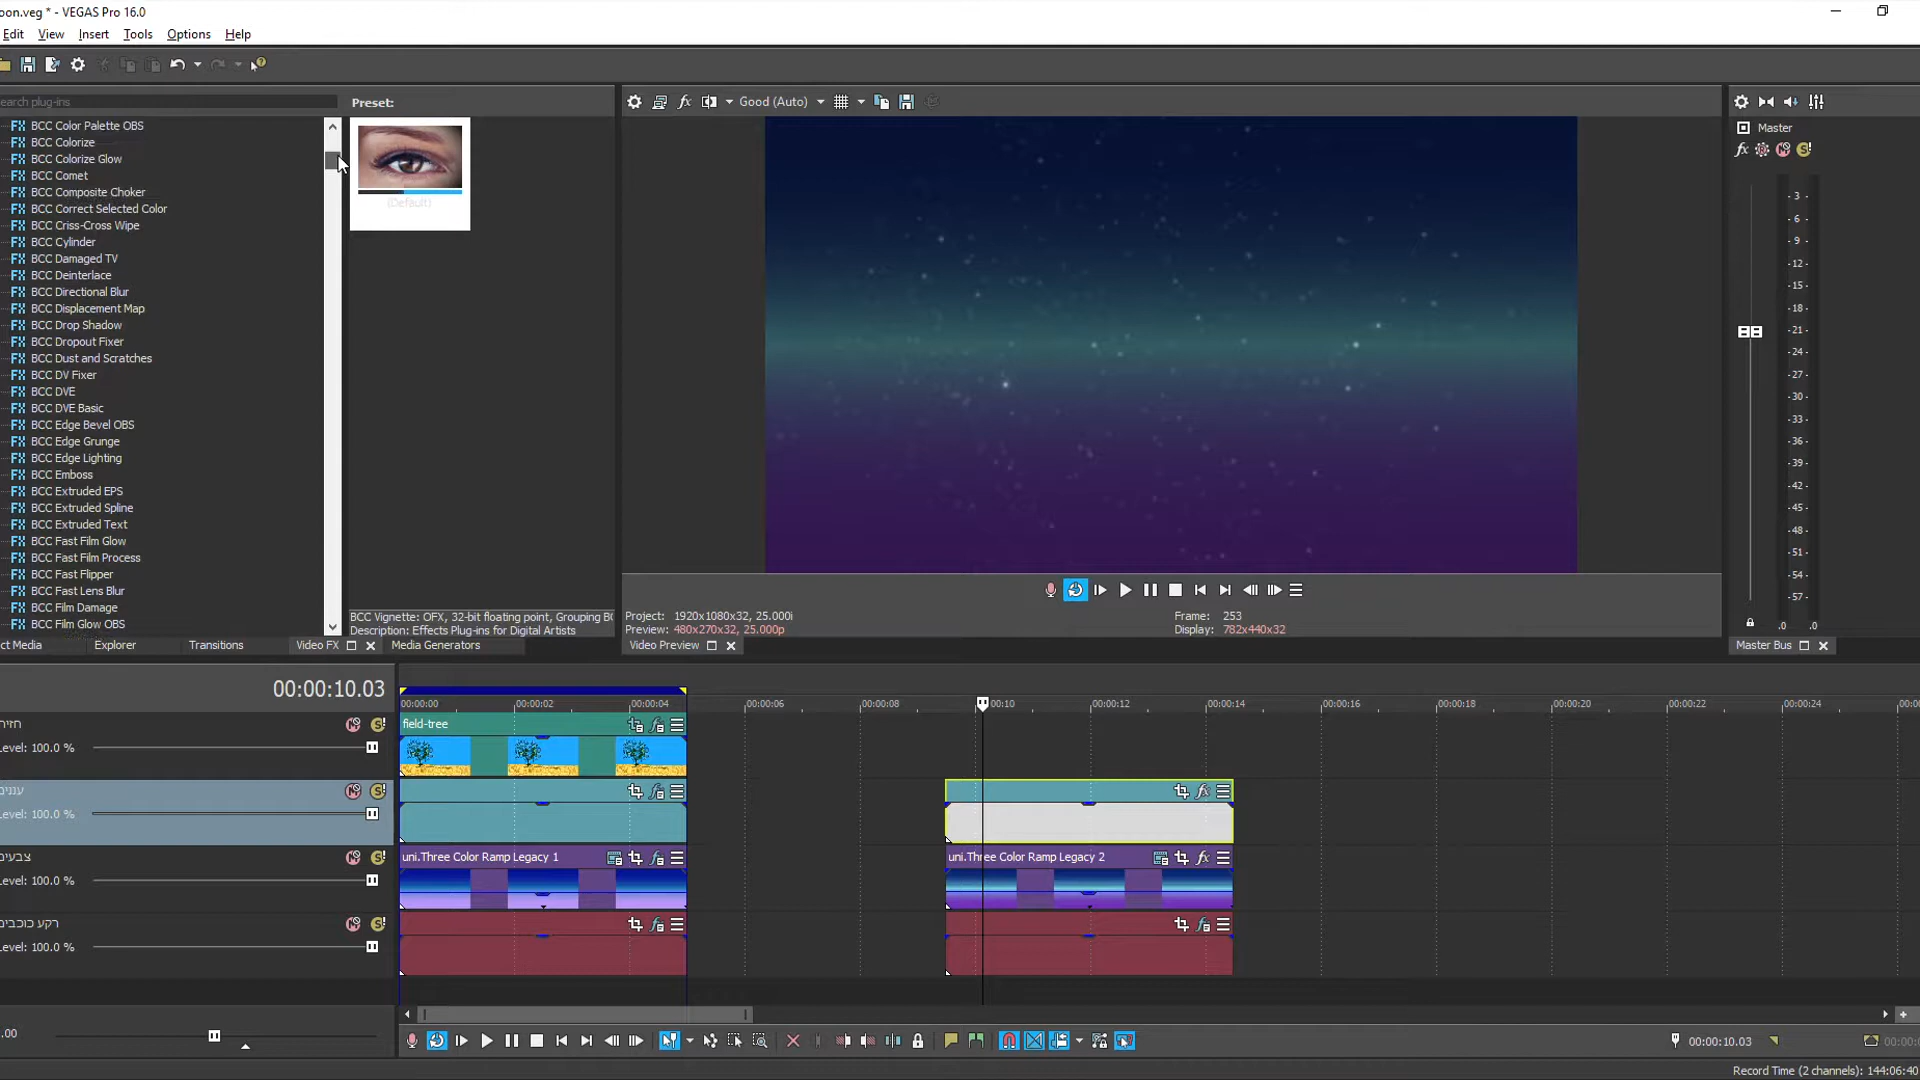 oon.veg * - VEGAS Pro 16.0
Edit View Insert Tools Options Help
earch plug-ins
Preset:
BCC Color Palette OBS
BCC Colorize
BCC Colorize Glow
BCC Comet
BCC Composite Choker
BCC Correct Selected Color
BCC Criss-Cross Wipe
BCC Cylinder
BCC Damaged TV
BCC Deinterlace
BCC Directional Blur
BCC Displacement Map
BCC Drop Shadow
BCC Dropout Fixer
BCC Dust and Scratches
BCC DV Fixer
BCC DVE
BCC DVE Basic
BCC Edge Bevel OBS
BCC Edge Grunge
BCC Edge Lighting
BCC Emboss
BCC Extruded EPS
BCC Extruded Spline
BCC Extruded Text
BCC Fast Film Glow
BCC Fast Film Process
BCC Fast Flipper
BCC Fast Lens Blur
BCC Film Damage
BCC Film Glow OBS
(Default)
BCC Vignette: OFX, 32-bit floating point, Grouping BC
Description: Effects Plug-ins for Digital Artists
ct Media Explorer Transitions Video FX Media Generators
Good (Auto)
Project: 1920x1080x32, 25.000i
Preview: 480x270x32, 25.000p
Frame: 253
Display: 782x440x32
Video Preview
Master
- 3 -
- 6 -
- 9 -
- 12 -
- 15 -
- 18 -
- 21 -
- 24 -
- 27 -
- 30 -
- 33 -
- 36 -
- 39 -
- 42 -
- 45 -
- 48 -
- 51 -
- 54 -
- 57 -
.0 .0
Master Bus
00:00:10.03
00:00:00 00:00:02 00:00:04 00:00:06 00:00:08 00:00:10 00:00:12 00:00:14 00:00:16 00:00:18 00:00:20 00:00:22 00:00:24 00:00
חזית
Level: 100.0 %
field-tree
עננים
Level: 100.0 %
צבעים
Level: 100.0 %
uni.Three Color Ramp Legacy 1
uni.Three Color Ramp Legacy 2
רקע כוכבים
Level: 100.0 %
.00
00:00:10.03
00:00:0
Record Time (2 channels): 144:06:40